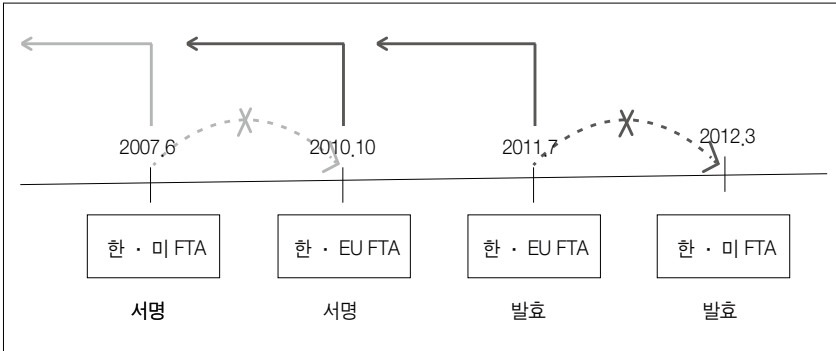 2007.6 2010.10 2011.7 2012.3
한 · 미 FTA 한 · EU FTA 한 · EU FTA 한 · 미 FTA
서명 서명 발효 발효